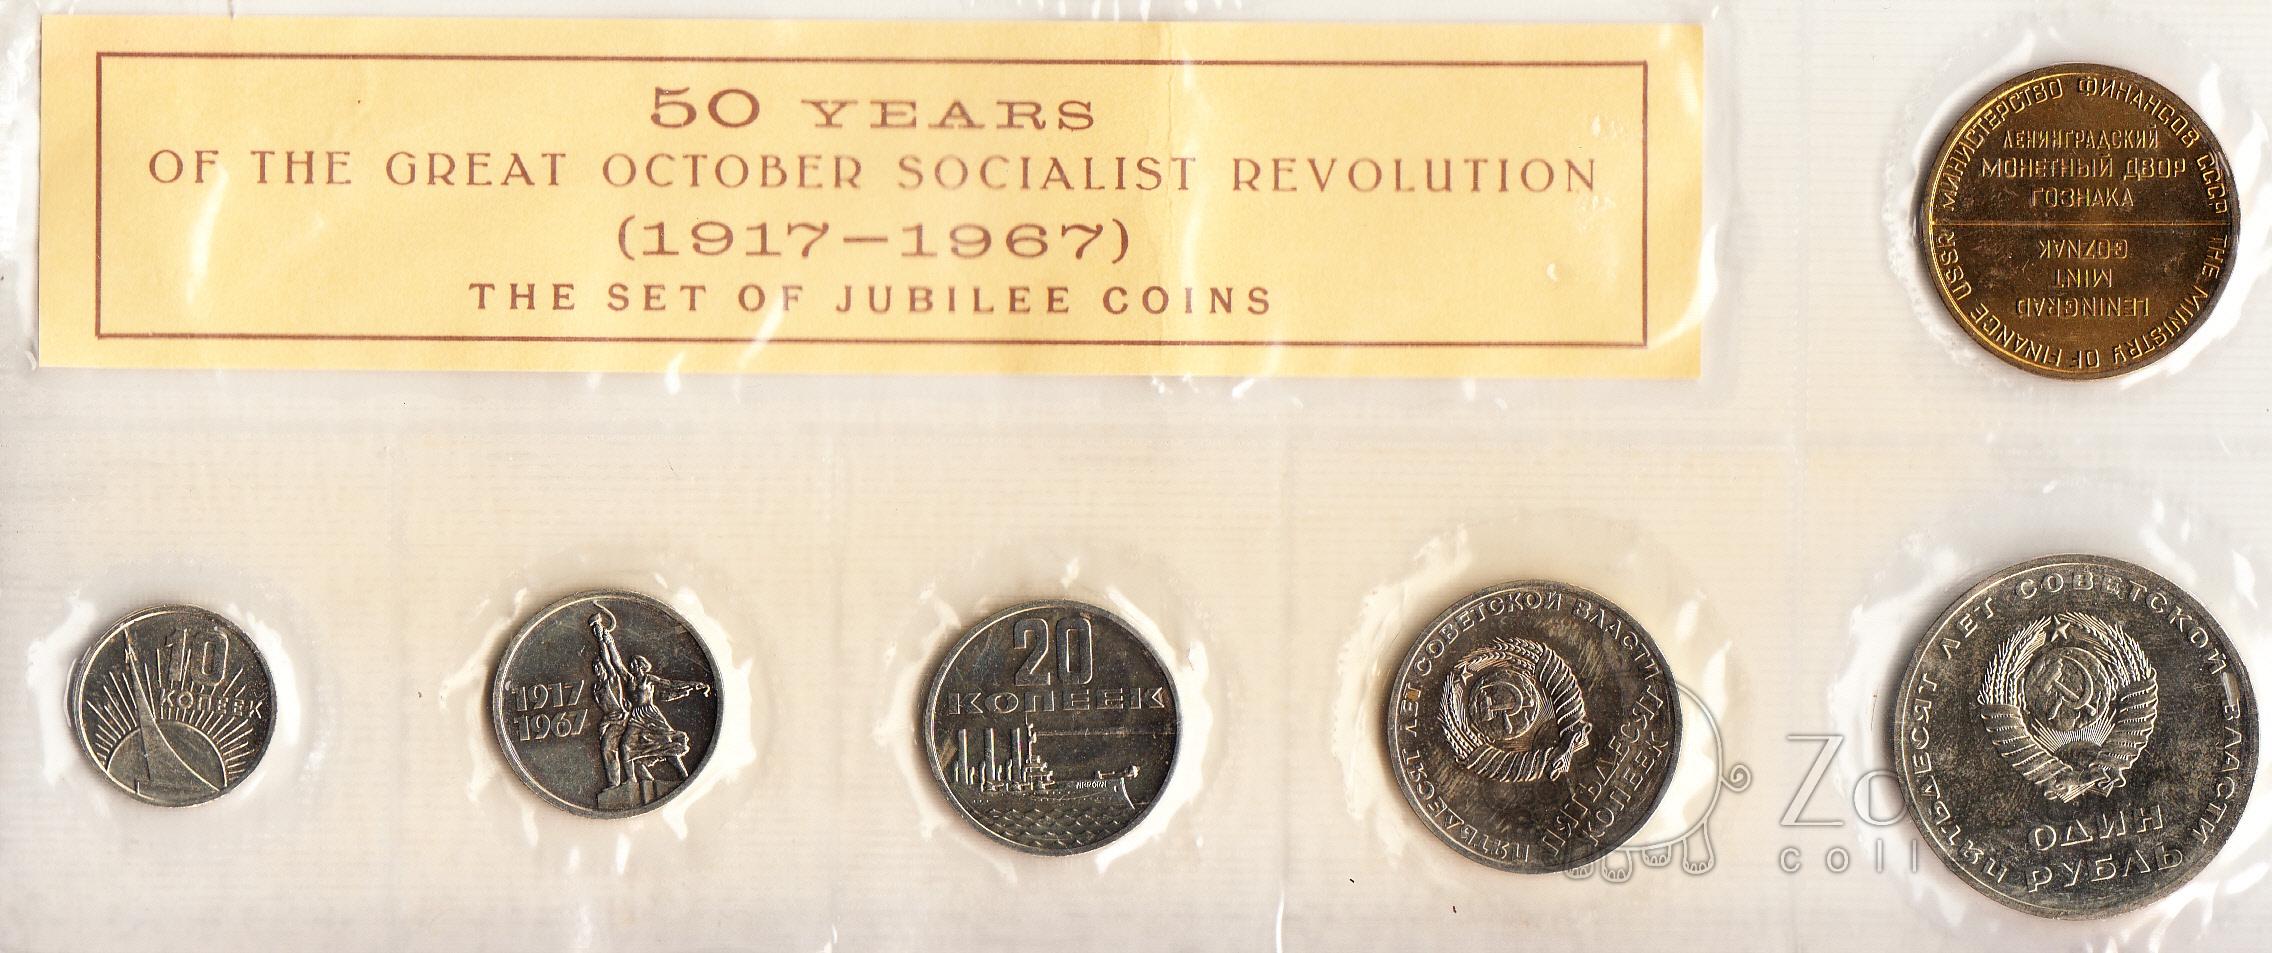 50 YEARS
OF THE GREAT OCTOBER SOCIALIST REVOLUTION
(1917–1967)
THE SET OF JUBILEE COINS
МИНИСТЕРСТВО ФИНАНСОВ СССР
ЛЕНИНГРАДСКИЙ
МОНЕТНЫЙ ДВОР
ГОЗНАКА
THE MINISTRY OF FINANCE USSR
LENINGRAD
MINT
GOZNAK
10
КОПЕЕК
1917
1967
20
КОПЕЕК
АВРОРА
ПЯТЬДЕСЯТ ЛЕТ СОВЕТСКОЙ ВЛАСТИ
ПЯТЬДЕСЯТ
КОПЕЕК
ПЯТЬДЕСЯТ ЛЕТ СОВЕТСКОЙ ВЛАСТИ
ОДИН
РУБЛЬ